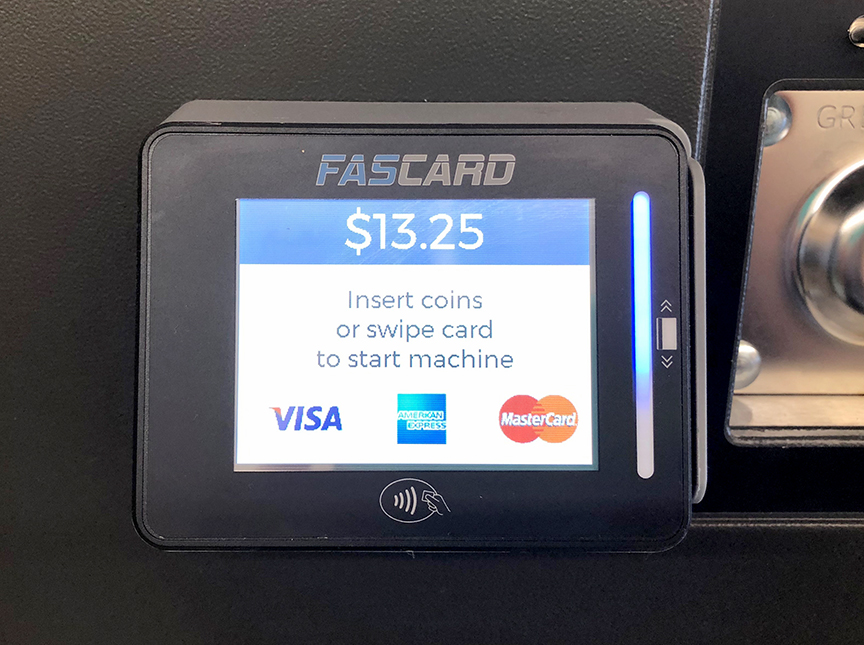 FASCARD
$13.25
Insert coins
or swipe card
to start machine
VISA
AMERICAN
EXPRESS
MasterCard